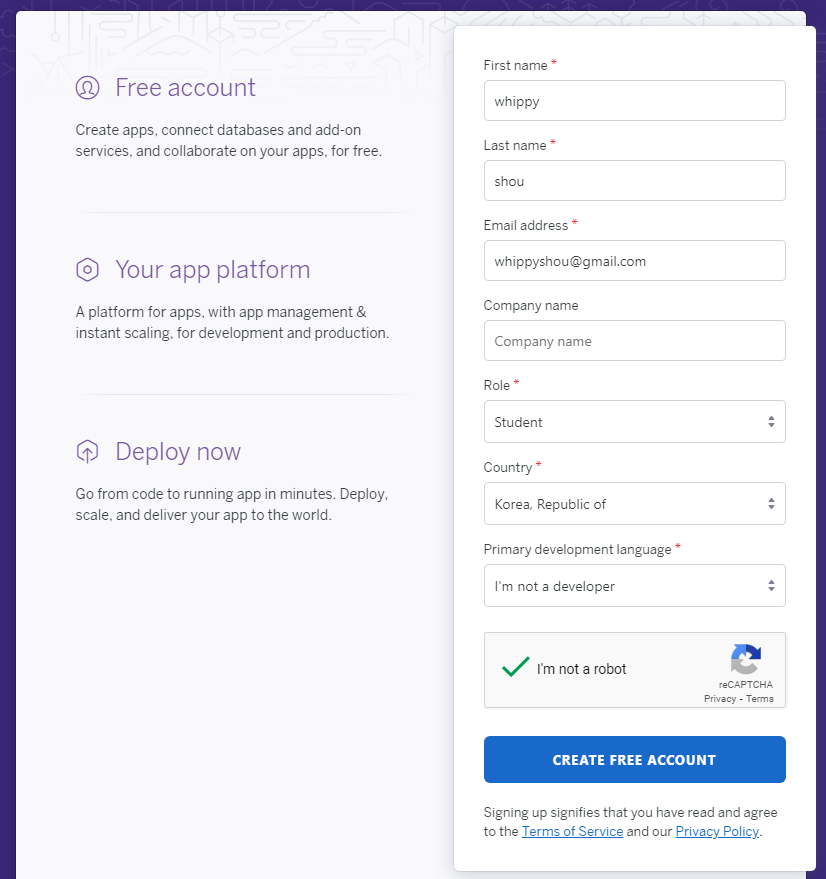 Free account
Create apps, connect databases and add-on
services, and collaborate on your apps, for free.
Your app platform
A platform for apps, with app management &
instant scaling, for development and production.
Deploy now
Go from code to running app in minutes. Deploy,
scale, and deliver your app to the world.
First name *
whippy
Last name *
shou
Email address *
whippyshou@gmail.com
Company name
Company name
Role *
Student
Country *
Korea, Republic of
Primary development language *
I'm not a developer
I'm not a robot
reCAPTCHA
Privacy - Terms
CREATE FREE ACCOUNT
Signing up signifies that you have read and agree
to the Terms of Service and our Privacy Policy.